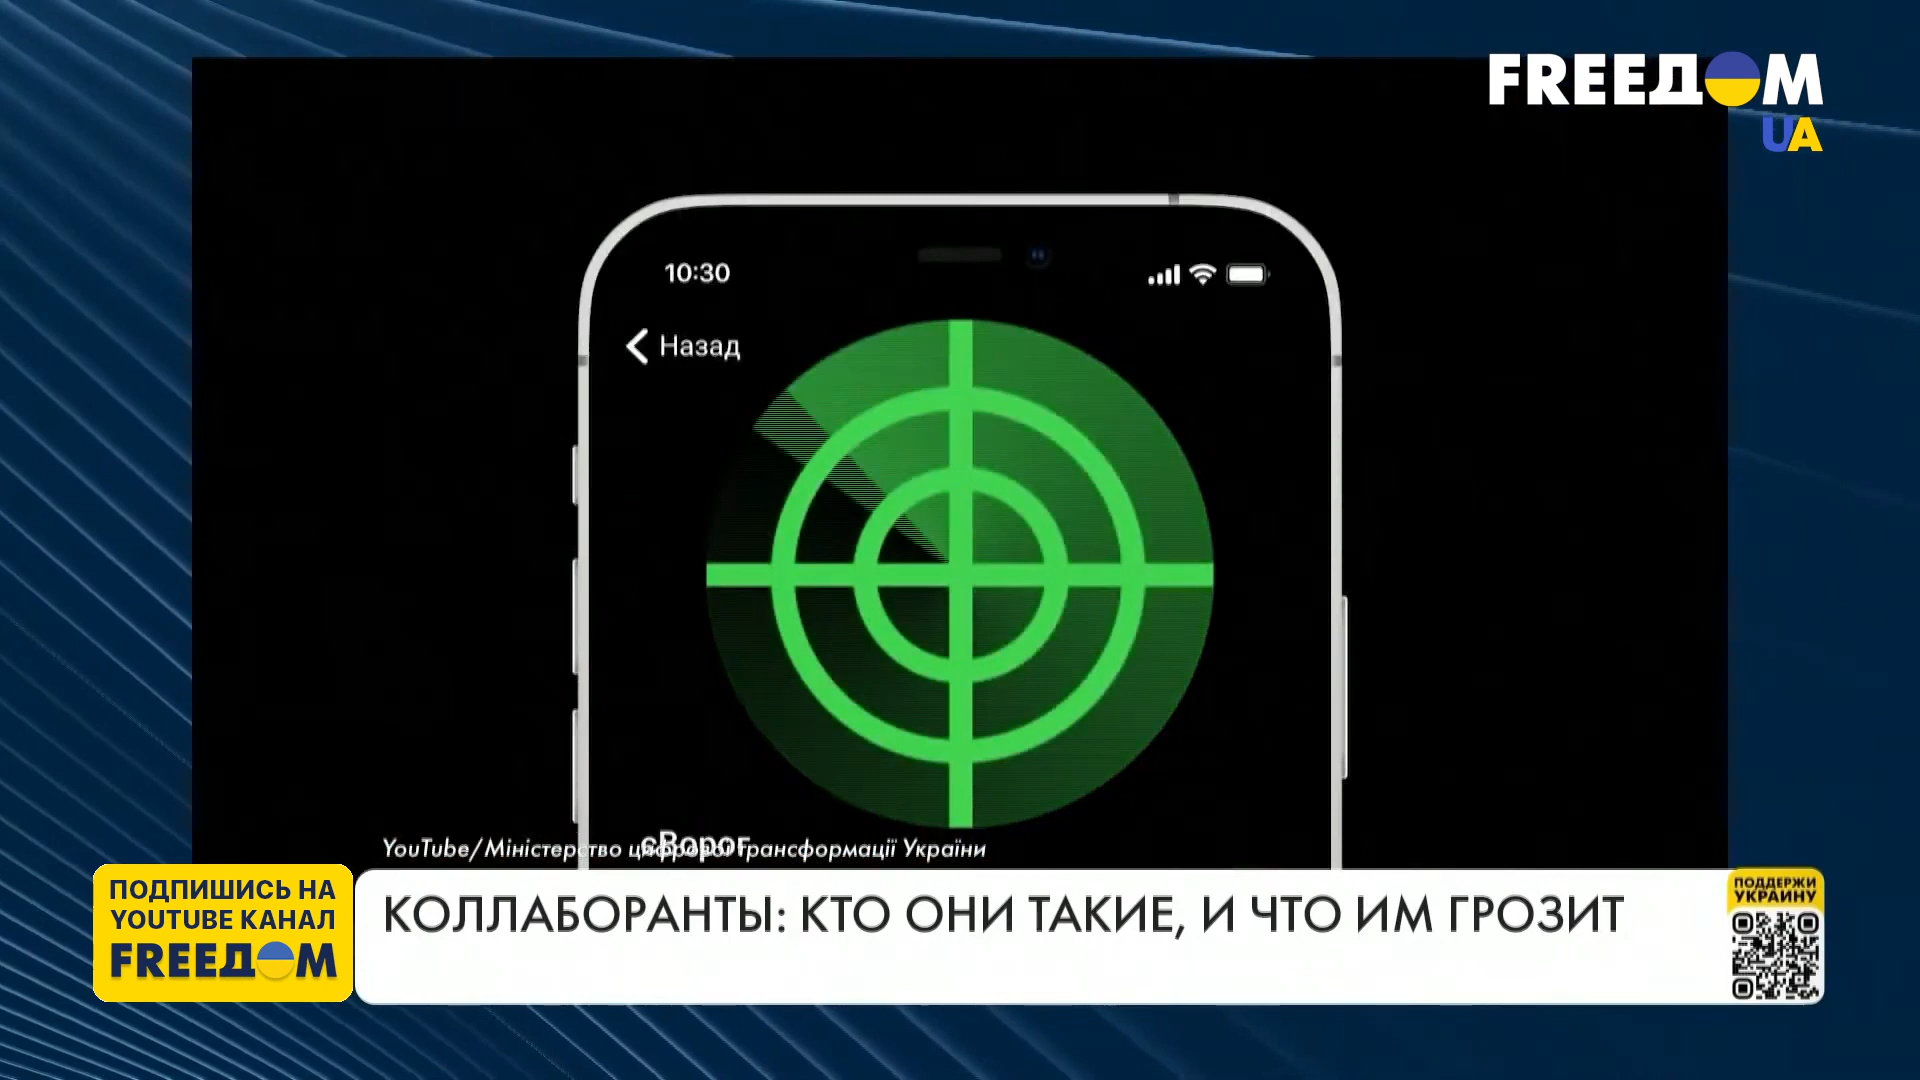 FREEДОМ
UA
10:30
Назад
єВорог
YouTube/Міністерство цифрової трансформації України
ПОДПИШИСЬ НА
YOUTUBE КАНАЛ
FREEДОМ
КОЛЛАБОРАНТЫ: КТО ОНИ ТАКИЕ, И ЧТО ИМ ГРОЗИТ
ПОДДЕРЖИ
УКРАИНУ